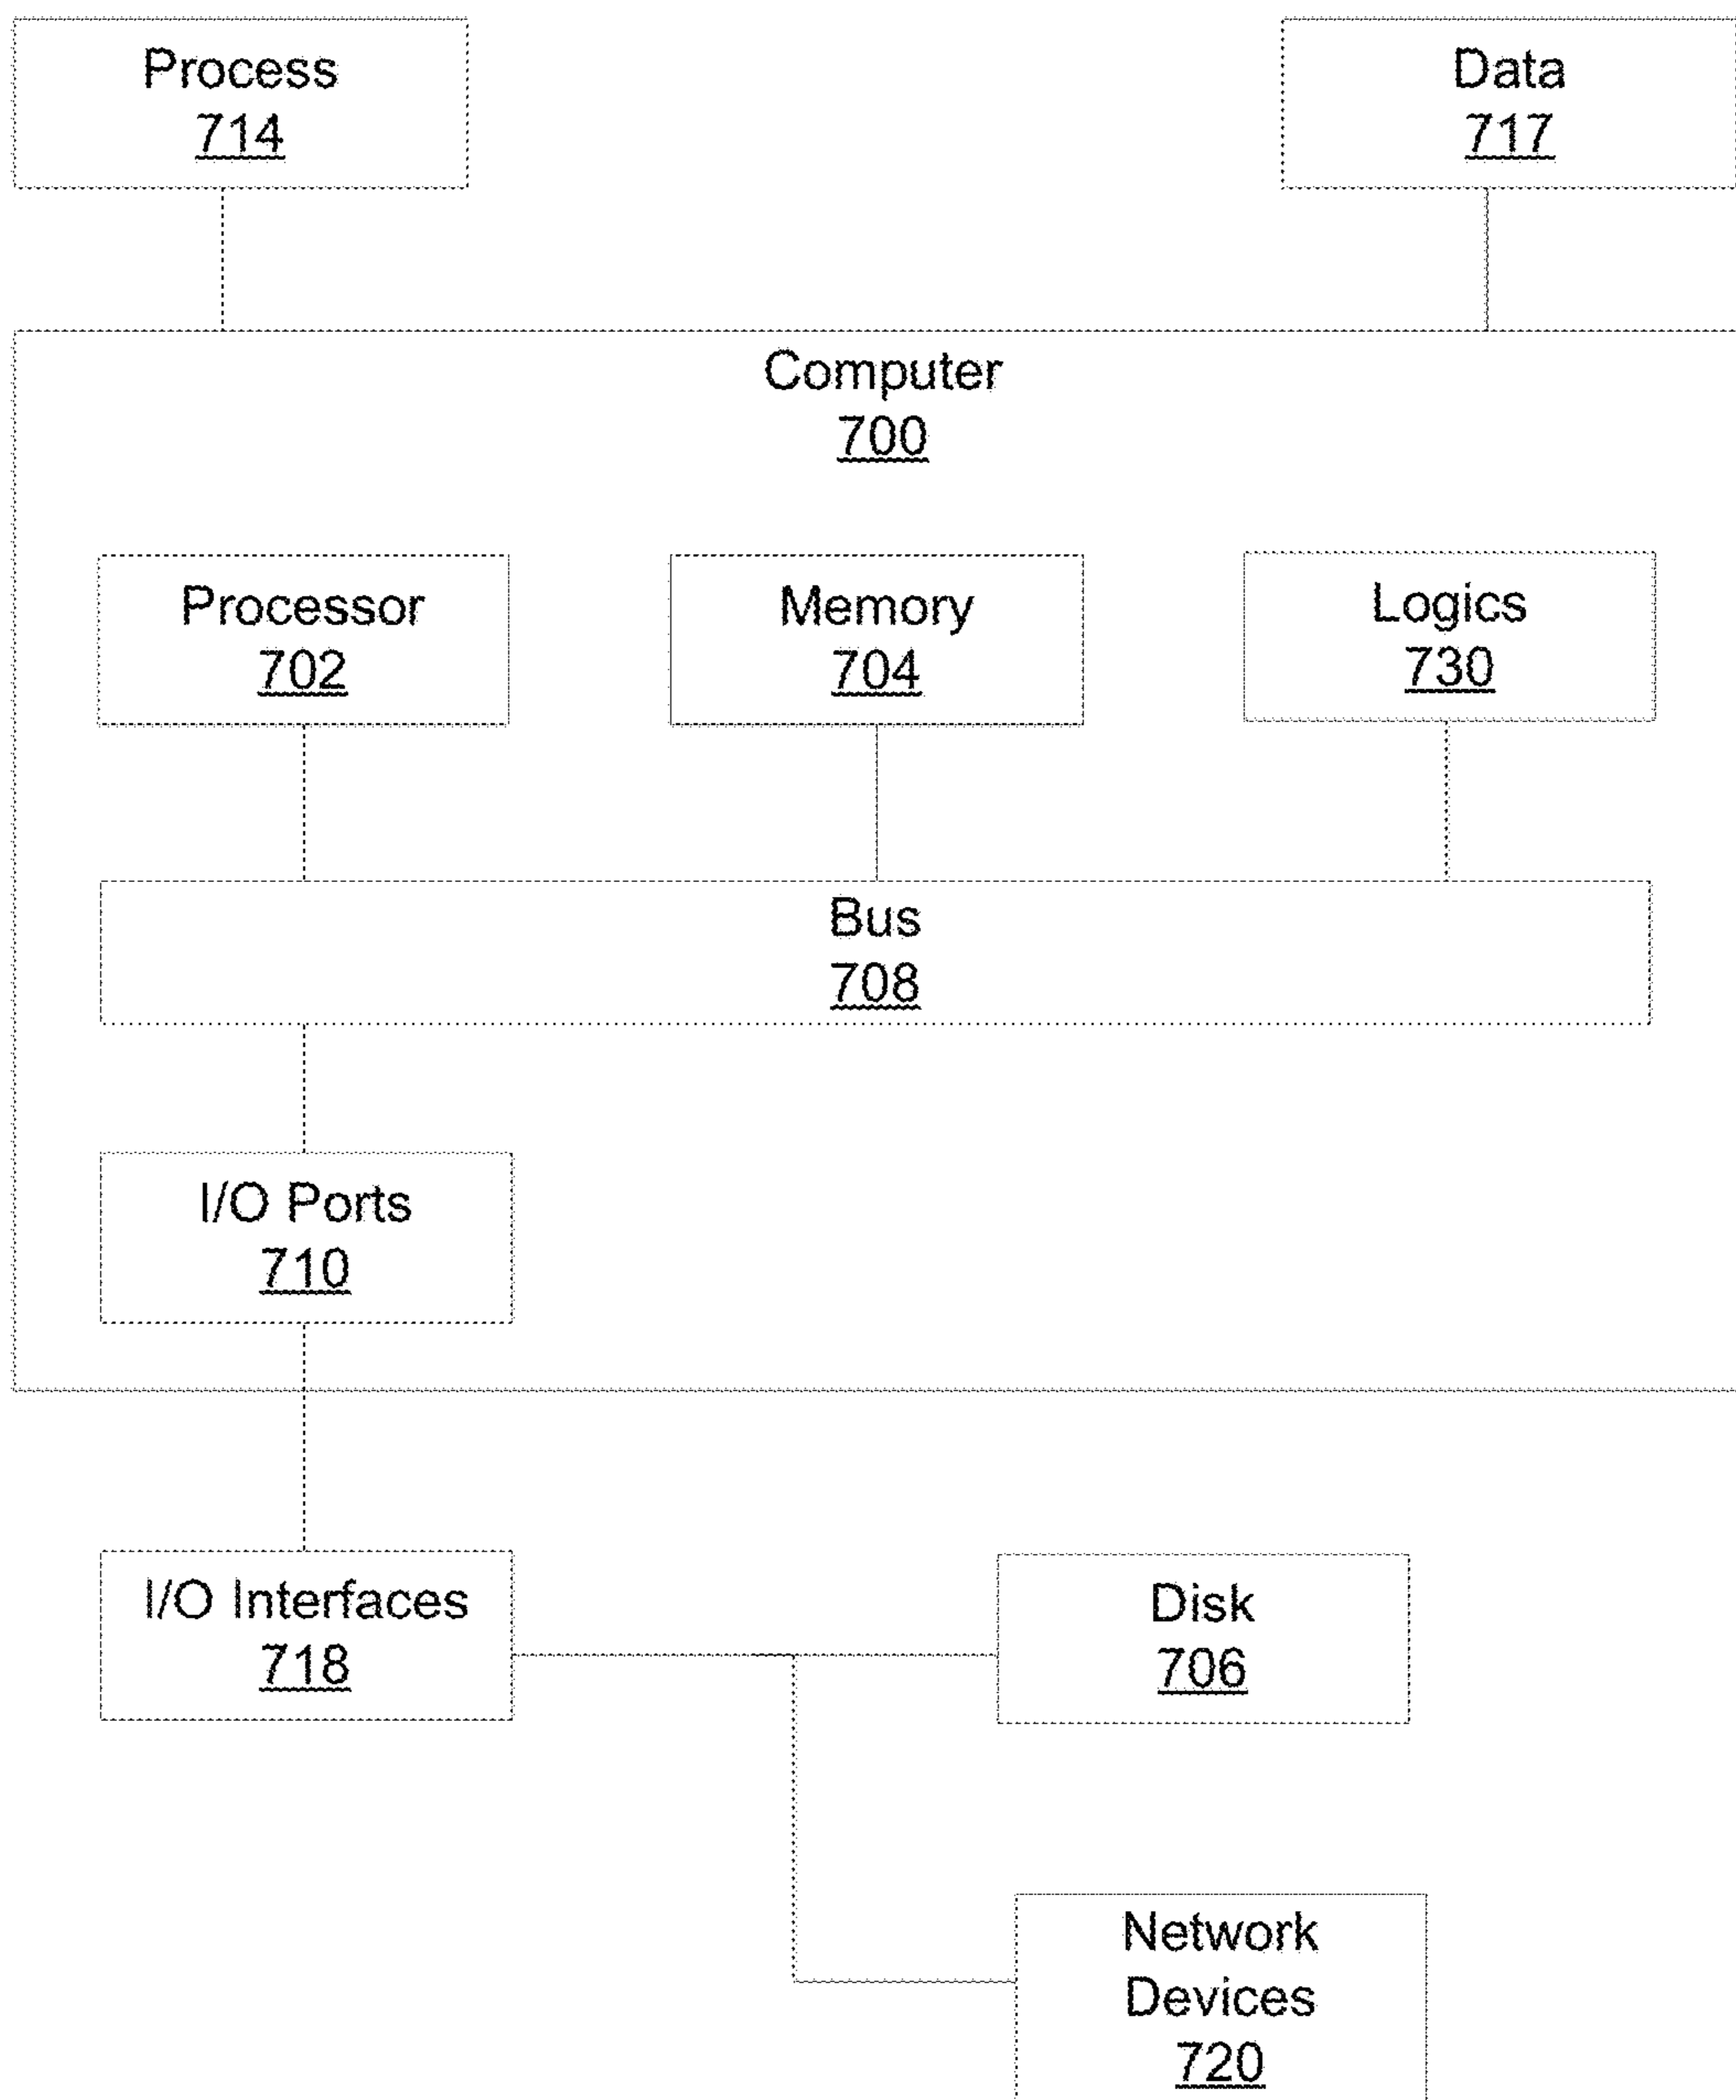 Process
714
Data
717
Computer
700
Processor
702
Memory
704
Logics
730
Bus
708
I/O Ports
710
I/O Interfaces
718
Disk
706
Network
Devices
720